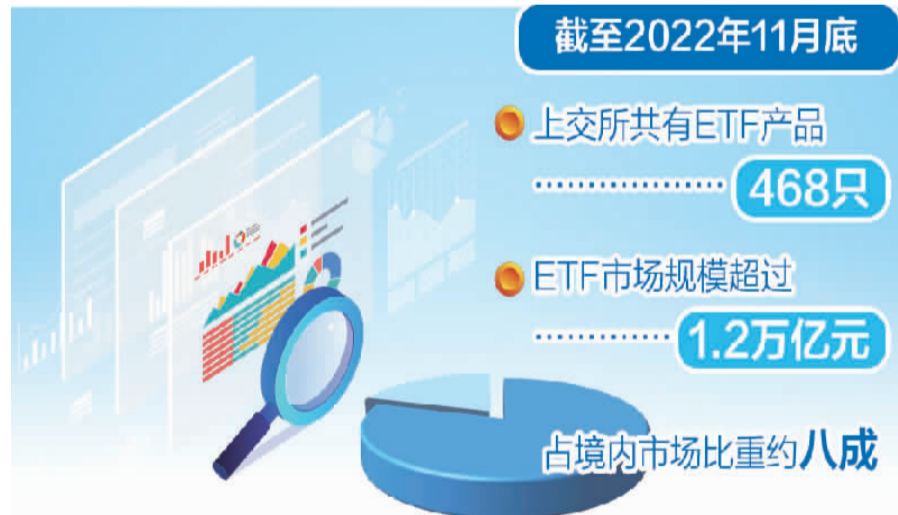 截至2022年11月底
上交所共有ETF产品
468只
ETF市场规模超过
1.2万亿元
占境内市场比重约八成